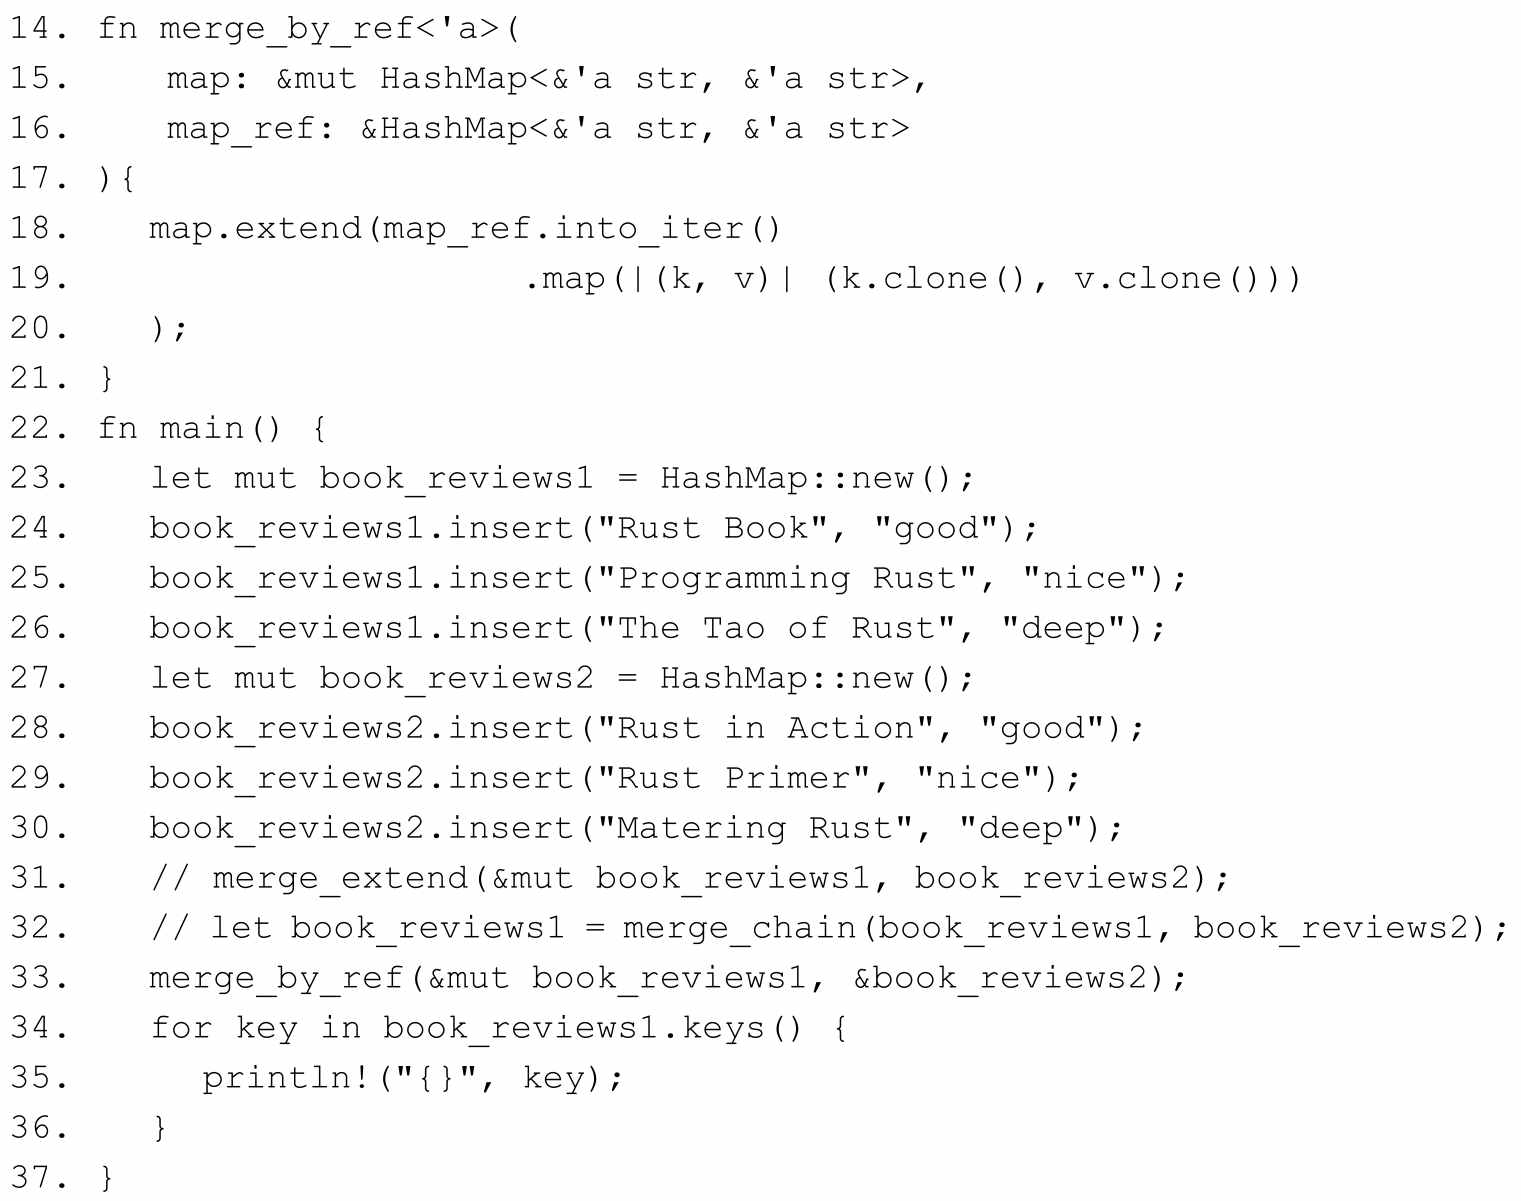 14. fn merge_by_ref<'a>(
15.    map: &mut HashMap<&'a str, &'a str>,
16.    map_ref: &HashMap<&'a str, &'a str>
17. ){
18.    map.extend(map_ref.into_iter()
19.                     .map(|(k, v)| (k.clone(), v.clone()))
20.    );
21. }
22. fn main() {
23.    let mut book_reviews1 = HashMap::new();
24.    book_reviews1.insert("Rust Book", "good");
25.    book_reviews1.insert("Programming Rust", "nice");
26.    book_reviews1.insert("The Tao of Rust", "deep");
27.    let mut book_reviews2 = HashMap::new();
28.    book_reviews2.insert("Rust in Action", "good");
29.    book_reviews2.insert("Rust Primer", "nice");
30.    book_reviews2.insert("Matering Rust", "deep");
31.    // merge_extend(&mut book_reviews1, book_reviews2);
32.    // let book_reviews1 = merge_chain(book_reviews1, book_reviews2);
33.    merge_by_ref(&mut book_reviews1, &book_reviews2);
34.    for key in book_reviews1.keys() {
35.      println!("{}", key);
36.    }
37. }